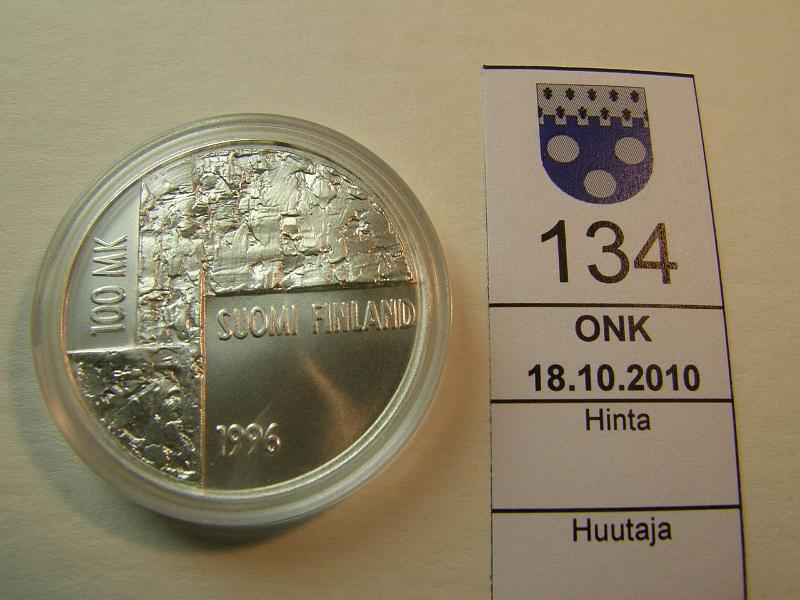 100 MK
SUOMI FINLAND
1996
134
ONK
18.10.2010
Hinta
Huutaja